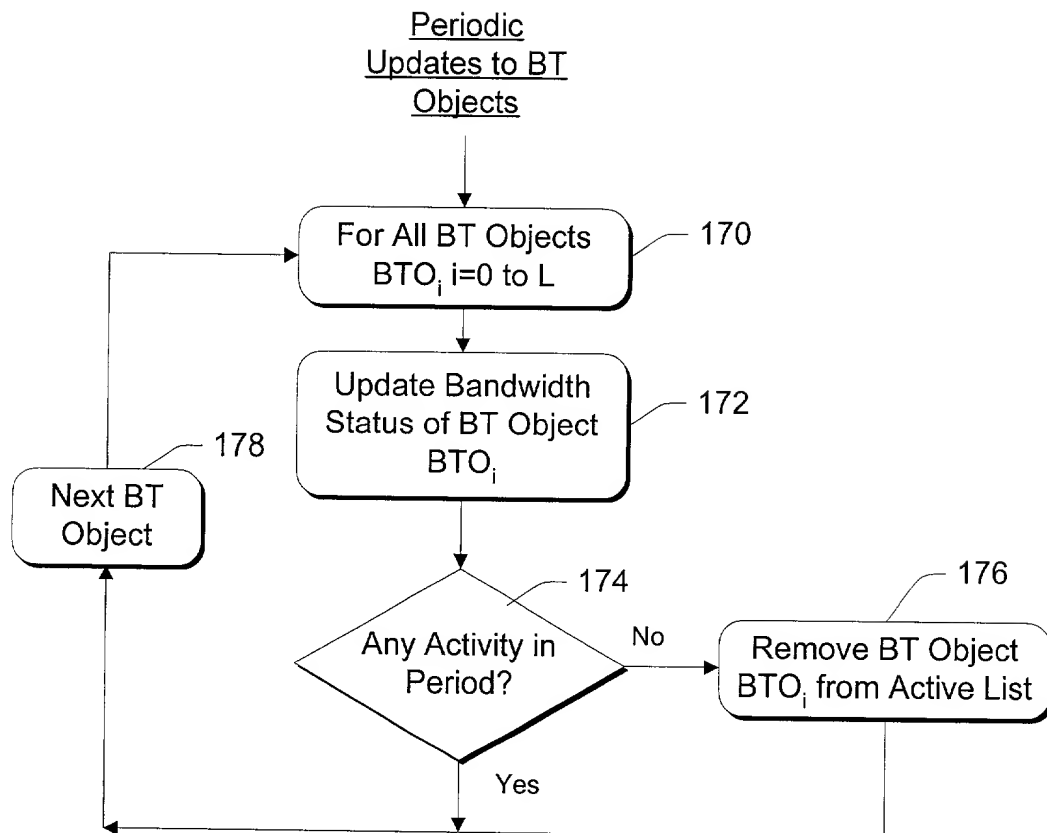 Periodic
Updates to BT
Objects
For All BT Objects
BTOi i=0 to L
170
Update Bandwidth
Status of BT Object
BTOi
172
178
Next BT
Object
174
Any Activity in
Period?
No
176
Remove BT Object
BTOi from Active List
Yes